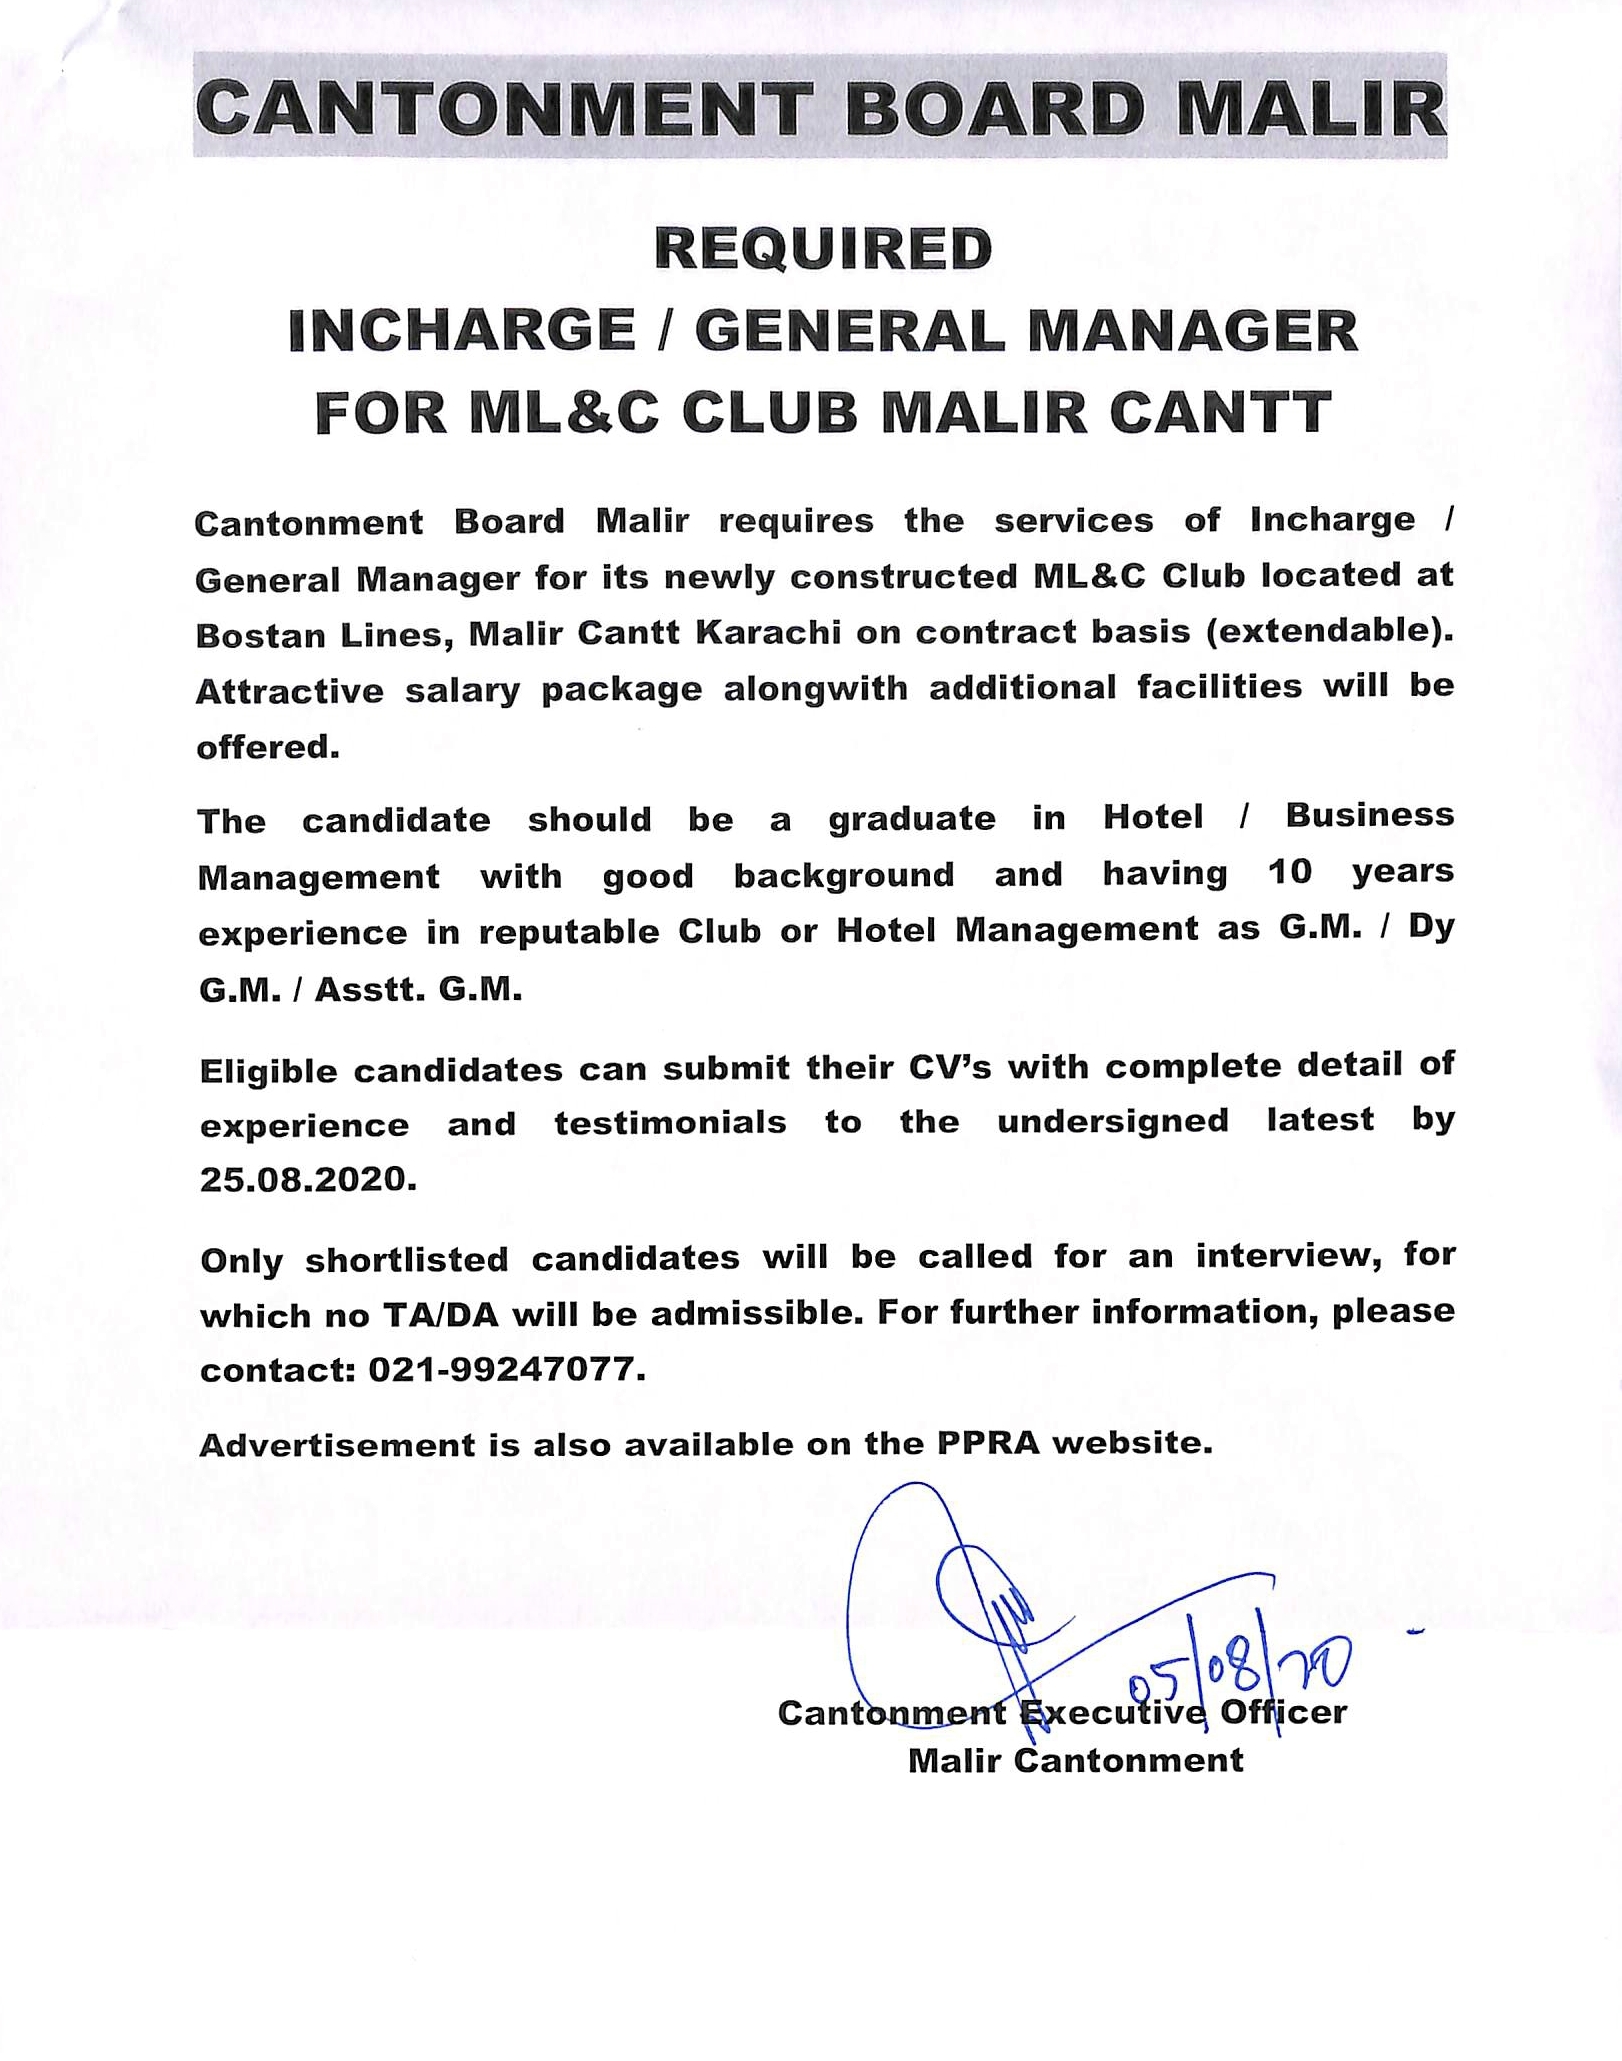 CANTONMENT BOARD MALIR
REQUIRED
INCHARGE / GENERAL MANAGER
FOR ML&C CLUB MALIR CANTT
Cantonment Board Malir requires the services of Incharge /
General Manager for its newly constructed ML&C Club located at
Bostan Lines, Malir Cantt Karachi on contract basis (extendable).
Attractive salary package alongwith additional facilities will be
offered.
The candidate should be a graduate in Hotel / Business
Management with good background and having 10 years
experience in reputable Club or Hotel Management as G.M. / Dy
G.M. / Asstt. G.M.
Eligible candidates can submit their CV's with complete detail of
experience and testimonials to the undersigned latest by
25.08.2020.
Only shortlisted candidates will be called for an interview, for
which no TA/DA will be admissible. For further information, please
contact: 021-99247077.
Advertisement is also available on the PPRA website.
05/08/20
Cantonment Executive Officer
Malir Cantonment